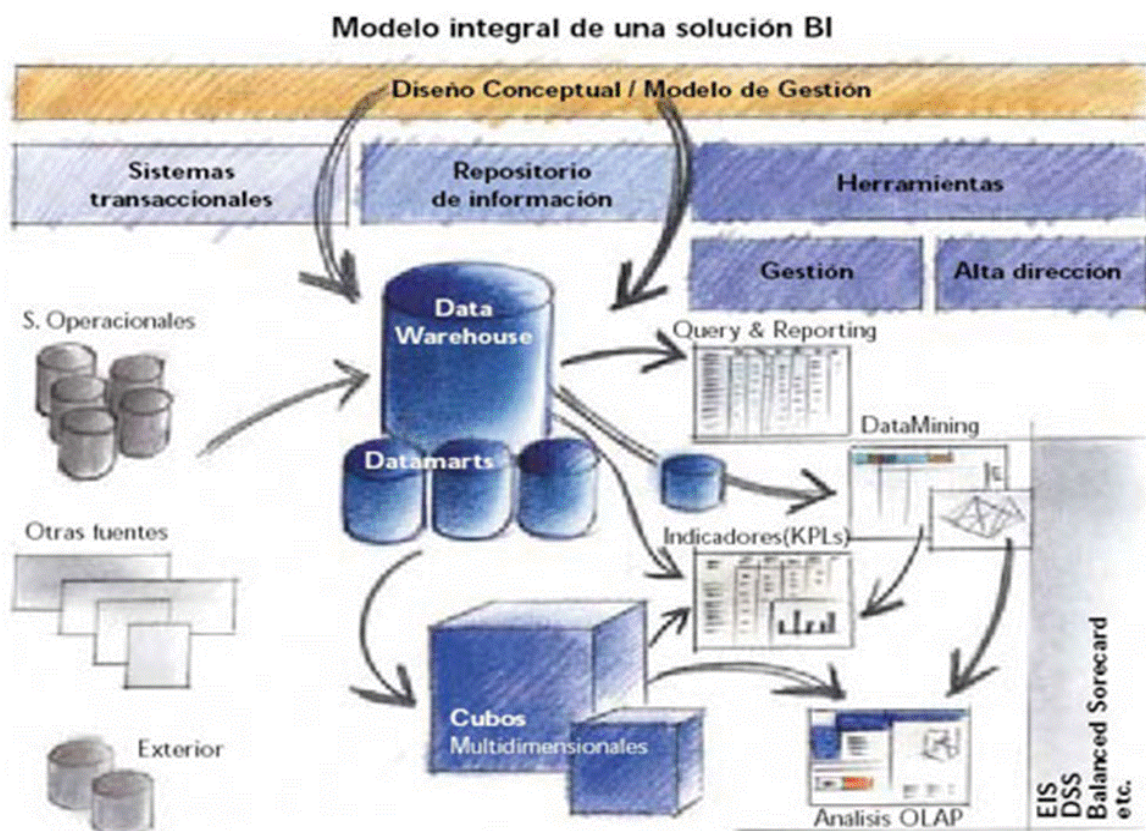 Modelo integral de una solución BI
Diseño Conceptual / Modelo de Gestión
Sistemas
transaccionales
Repositorio
de información
Herramientas
Gestión
Alta dirección
S. Operacionales
Data
Warehouse
Query & Reporting
DataMining
Datamarts
Otras fuentes
Indicadores(KPLs)
Cubos
Multidimensionales
Exterior
Análisis OLAP
EIS
DSS
Balanced Sorecard
etc.